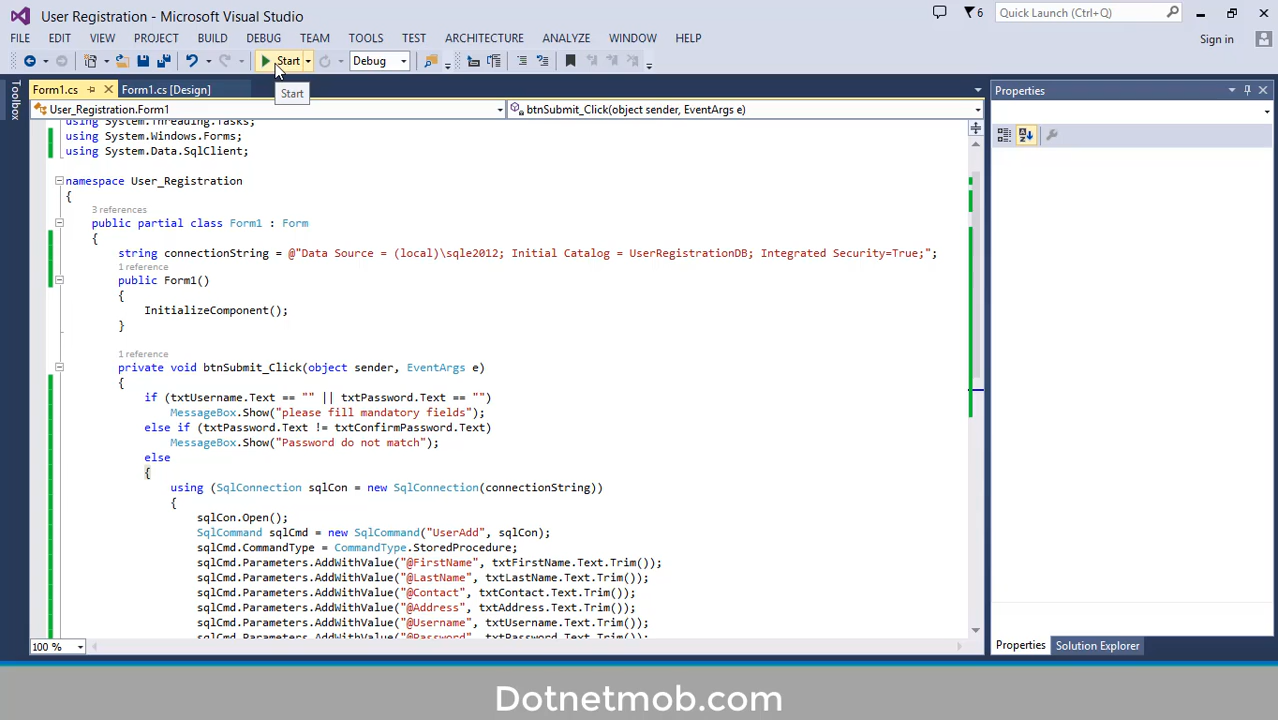 User Registration - Microsoft Visual Studio
6
Quick Launch (Ctrl+Q)
FILE EDIT VIEW PROJECT BUILD DEBUG TEAM TOOLS TEST ARCHITECTURE ANALYZE WINDOW HELP
Sign in
Start Debug
Form1.cs Form1.cs [Design]
Start
Toolbox
User_Registration.Form1 btnSubmit_Click(object sender, EventArgs e)
using System.Threading.Tasks;
using System.Windows.Forms;
using System.Data.SqlClient;
namespace User_Registration
{
3 references
public partial class Form1 : Form
{
string connectionString = @"Data Source = (local)\sqle2012; Initial Catalog = UserRegistrationDB; Integrated Security=True;";
1 reference
public Form1()
{
InitializeComponent();
}
1 reference
private void btnSubmit_Click(object sender, EventArgs e)
{
if (txtUsername.Text == "" || txtPassword.Text == "")
MessageBox.Show("please fill mandatory fields");
else if (txtPassword.Text != txtConfirmPassword.Text)
MessageBox.Show("Password do not match");
else
{
using (SqlConnection sqlCon = new SqlConnection(connectionString))
{
sqlCon.Open();
SqlCommand sqlCmd = new SqlCommand("UserAdd", sqlCon);
sqlCmd.CommandType = CommandType.StoredProcedure;
sqlCmd.Parameters.AddWithValue("@FirstName", txtFirstName.Text.Trim());
sqlCmd.Parameters.AddWithValue("@LastName", txtLastName.Text.Trim());
sqlCmd.Parameters.AddWithValue("@Contact", txtContact.Text.Trim());
sqlCmd.Parameters.AddWithValue("@Address", txtAddress.Text.Trim());
sqlCmd.Parameters.AddWithValue("@Username", txtUsername.Text.Trim());
sqlCmd.Parameters.AddWithValue("@Password", txtPassword.Text.Trim());
100 %
Properties
Properties Solution Explorer
Dotnetmob.com